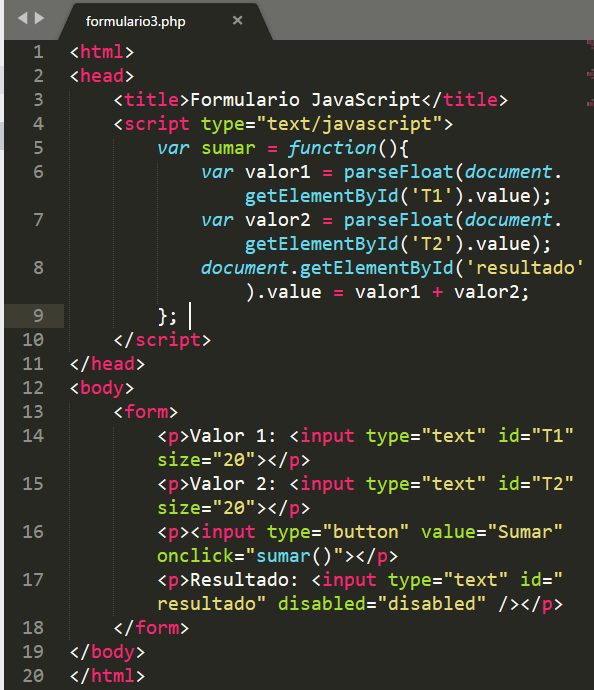 formulario3.php ×
1 <html>
2 <head>
3 <title>Formulario JavaScript</title>
4 <script type="text/javascript">
5 var sumar = function(){
6 var valor1 = parseFloat(document.
getElementById('T1').value);
7 var valor2 = parseFloat(document.
getElementById('T2').value);
8 document.getElementById('resultado'
).value = valor1 + valor2;
9 };
10 </script>
11 </head>
12 <body>
13 <form>
14 <p>Valor 1: <input type="text" id="T1"
size="20"></p>
15 <p>Valor 2: <input type="text" id="T2"
size="20"></p>
16 <p><input type="button" value="Sumar"
onclick="sumar()"></p>
17 <p>Resultado: <input type="text" id="
resultado" disabled="disabled" /></p>
18 </form>
19 </body>
20 </html>